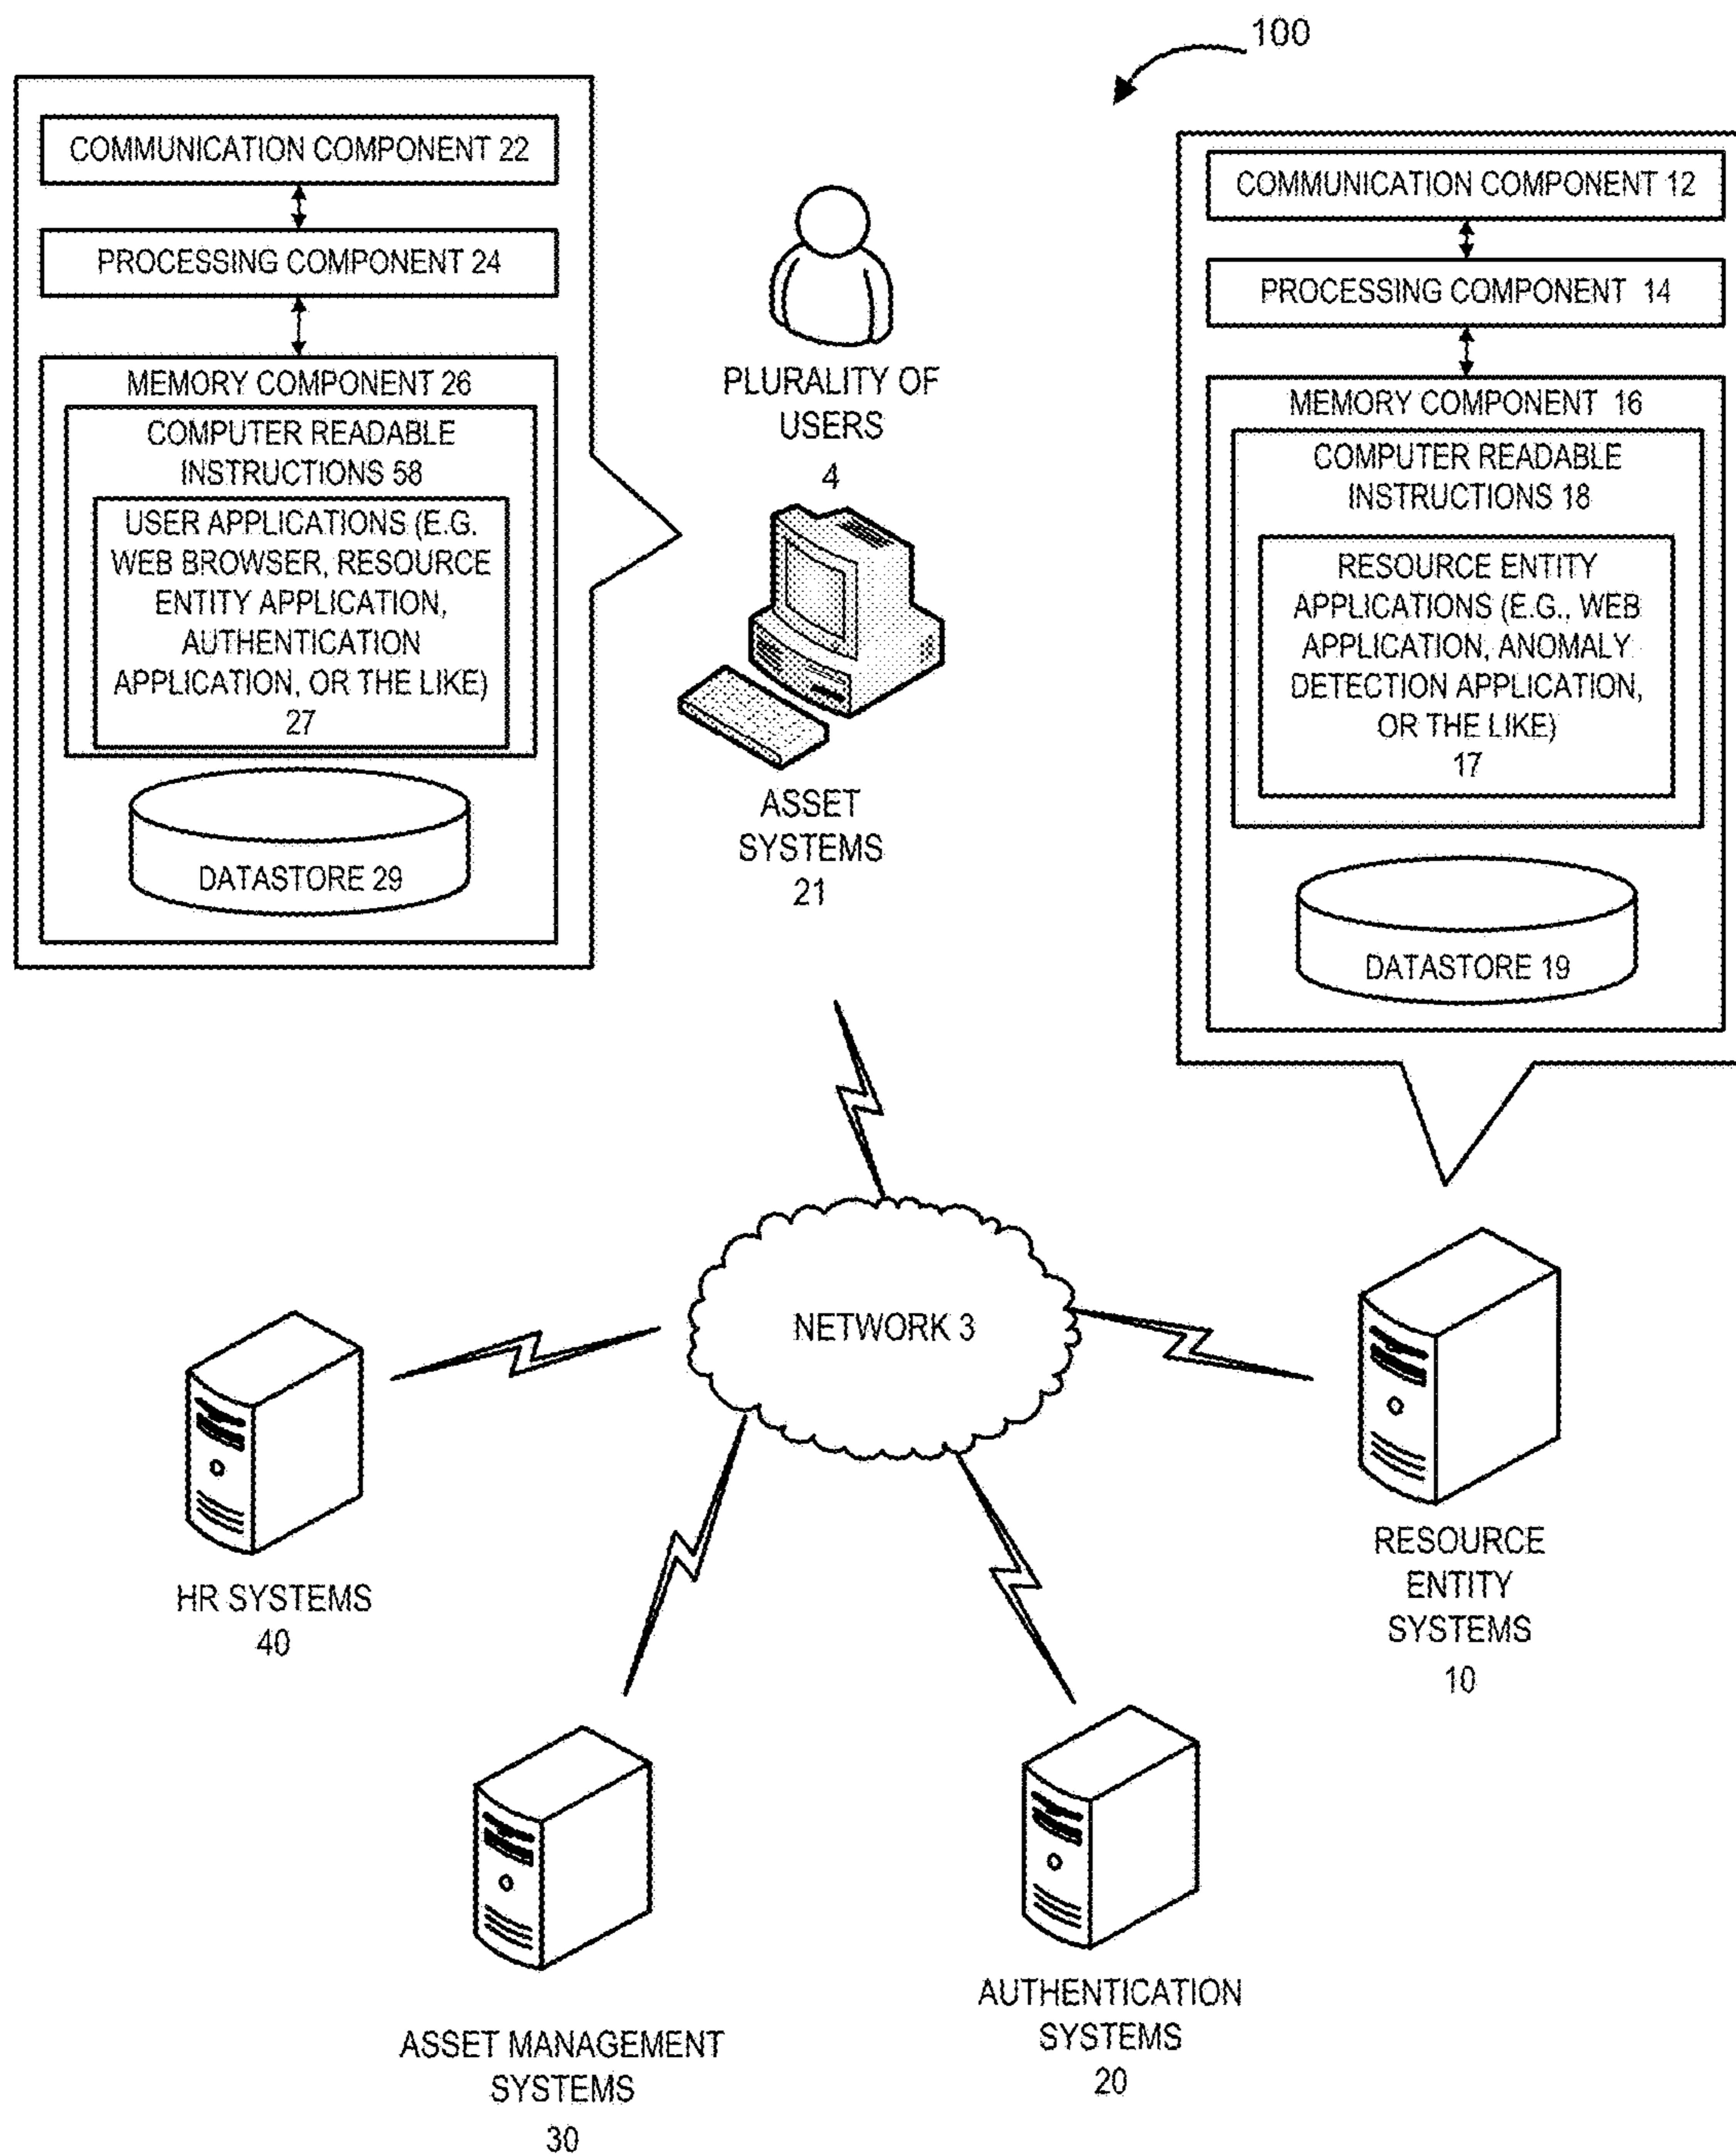 100
COMMUNICATION COMPONENT 22
PROCESSING COMPONENT 24
MEMORY COMPONENT 26
COMPUTER READABLE
INSTRUCTIONS 58
USER APPLICATIONS (E.G.
WEB BROWSER, RESOURCE
ENTITY APPLICATION,
AUTHENTICATION
APPLICATION, OR THE LIKE)
27
DATASTORE 29
PLURALITY OF
USERS
4
ASSET
SYSTEMS
21
COMMUNICATION COMPONENT 12
PROCESSING COMPONENT 14
MEMORY COMPONENT 16
COMPUTER READABLE
INSTRUCTIONS 18
RESOURCE ENTITY
APPLICATIONS (E.G., WEB
APPLICATION, ANOMALY
DETECTION APPLICATION,
OR THE LIKE)
17
DATASTORE 19
NETWORK 3
HR SYSTEMS
40
RESOURCE
ENTITY
SYSTEMS
10
ASSET MANAGEMENT
SYSTEMS
30
AUTHENTICATION
SYSTEMS
20